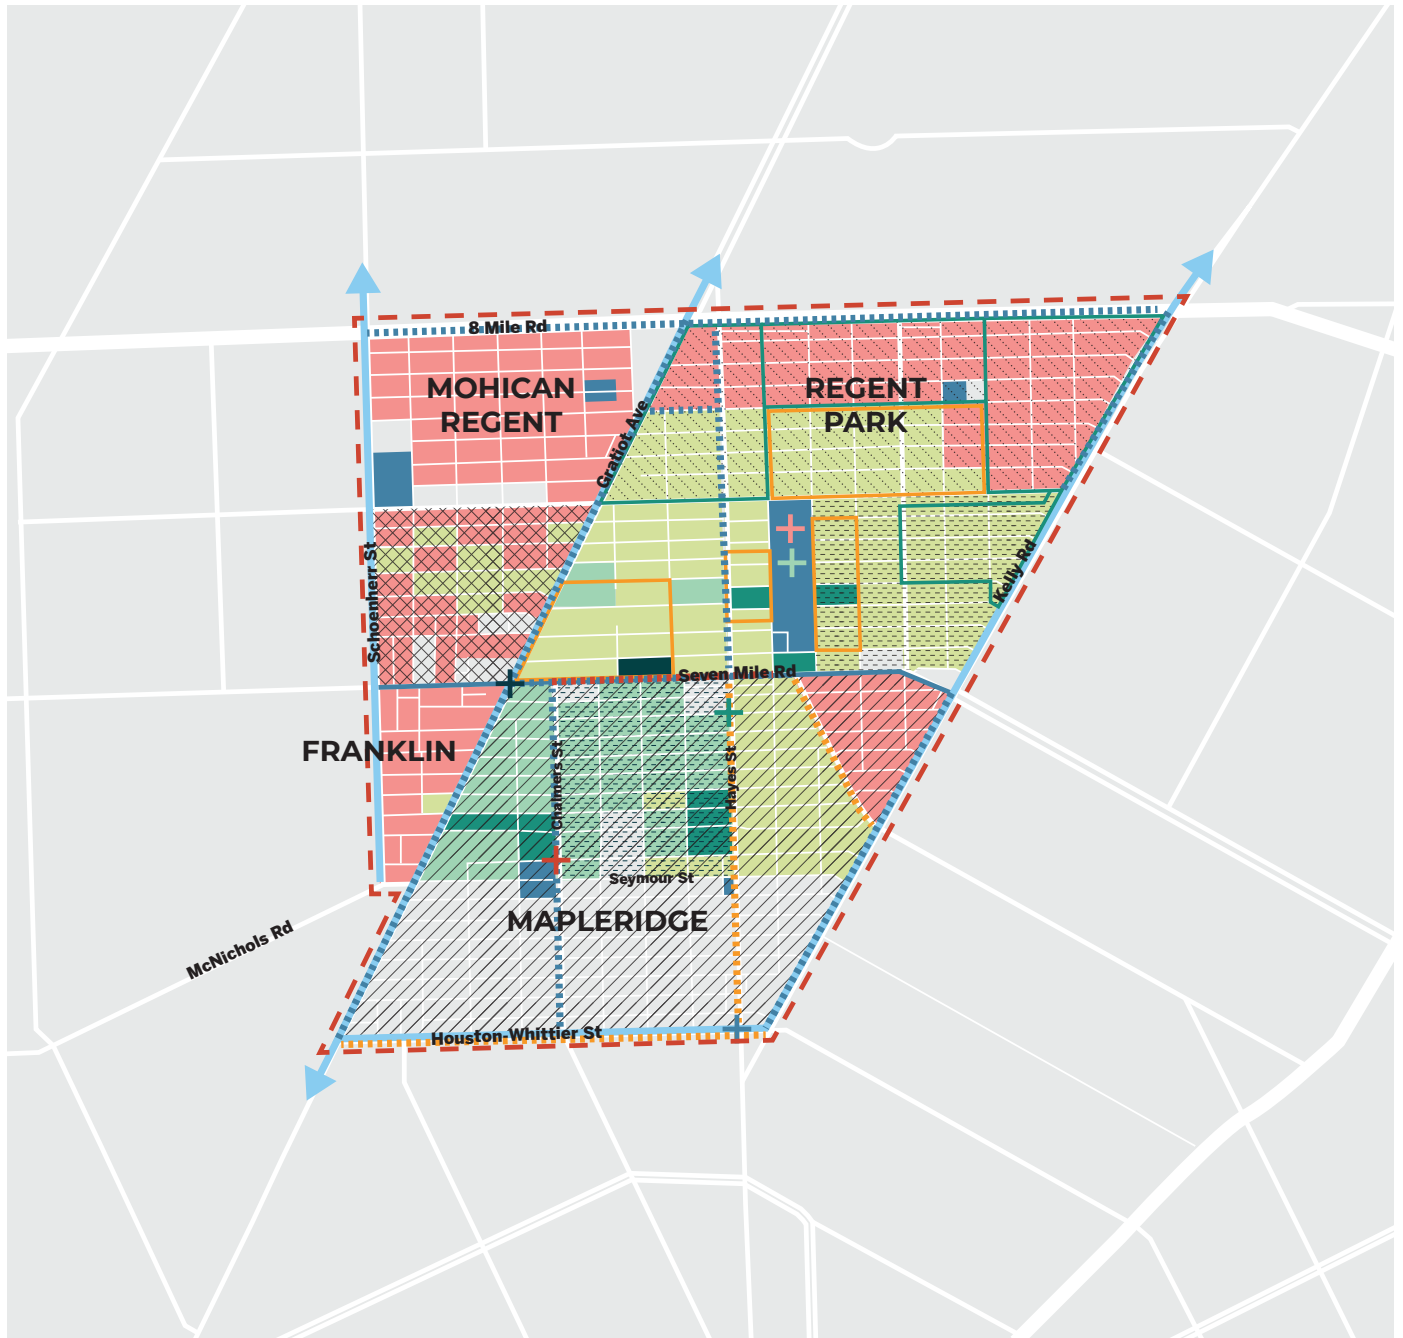 8 Mile Rd
MOHICAN
REGENT
REGENT
PARK
Gratiot Ave
Schoenherr St
Kelly Rd
Seven Mile Rd
FRANKLIN
Chalmers St
Hayes St
Seymour St
MAPLERIDGE
McNichols Rd
Houston-Whittier St